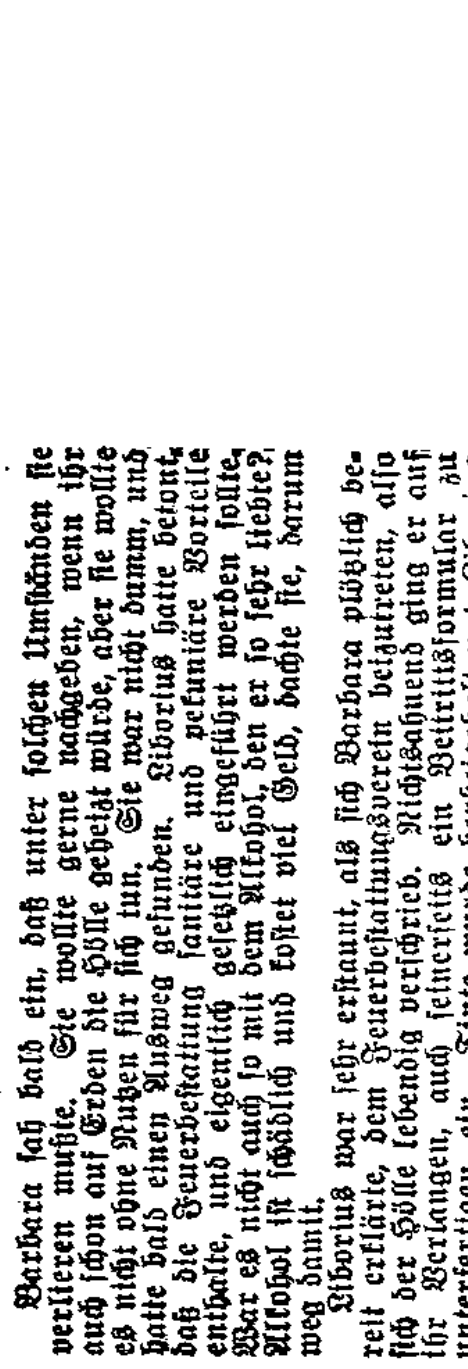 Barbara sah bald ein, daß unter solchen Umständen sie
verlieren mußte. Sie wollte gerne nachgeben, wenn ihr
auch schon auf Erden die Hölle geheizt würde, aber sie wollte
es nicht ohne Nutzen für sich tun. Sie war nicht dumm, und
hatte bald einen Ausweg gefunden. Liborius hatte betont,
daß die Feuerbestattung sanitäre und pekuniäre Vorteile
enthalte, und eigentlich gesetzlich eingeführt werden sollte.
War es nicht auch so mit dem Alkohol, den er so sehr liebte?
Alkohol ist schädlich und kostet viel Geld, dachte sie, darum
weg damit.
Liborius war sehr erstaunt, als sich Barbara plötzlich be-
reit erklärte, dem Feuerbestattungsverein beizutreten, also
sich der Hölle lebendig verschrieb. Nichtsahnend ging er auf
ihr Verlangen, auch seinerseits ein Beitrittsformular zu
unterfertigen ein.